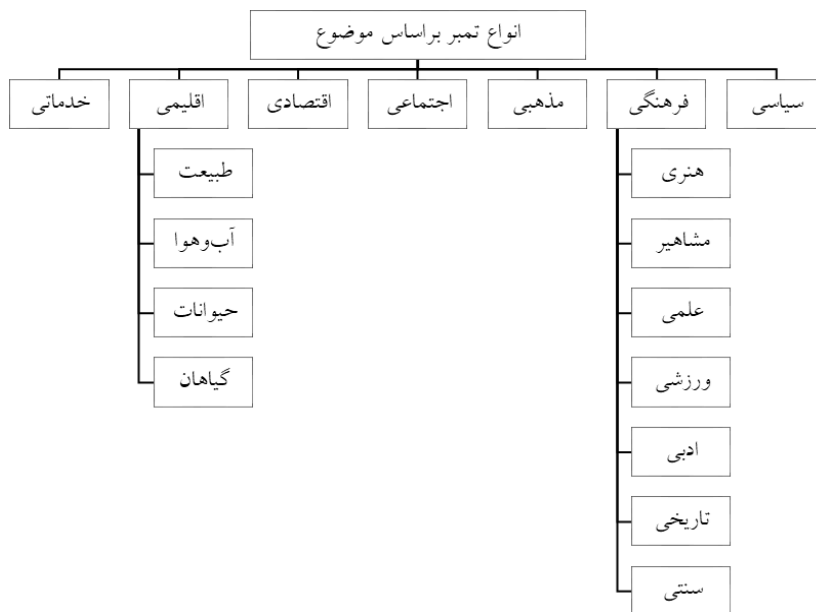 انواع تمبر براساس موضوع
سیاسی
فرهنگی
مذهبی
اجتماعی
اقتصادی
اقلیمی
خدماتی
هنری
مشاهیر
علمی
ورزشی
ادبی
تاریخی
سنتی
طبیعت
آب‌وهوا
حیوانات
گیاهان